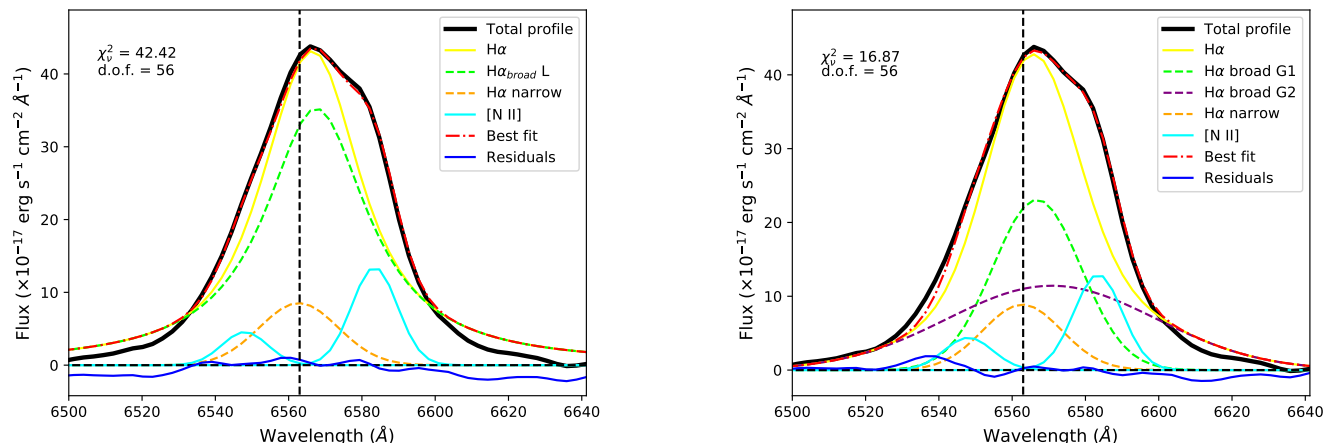 χ²ᵥ = 42.42
d.o.f. = 56
Total profile
Hα
Hα_broad L
Hα narrow
[N II]
Best fit
Residuals
Flux (×10⁻¹⁷ erg s⁻¹ cm⁻² Å⁻¹)
40
30
20
10
0
6500 6520 6540 6560 6580 6600 6620 6640
Wavelength (Å)
χ²ᵥ = 16.87
d.o.f. = 56
Total profile
Hα
Hα broad G1
Hα broad G2
Hα narrow
[N II]
Best fit
Residuals
Flux (×10⁻¹⁷ erg s⁻¹ cm⁻² Å⁻¹)
40
30
20
10
0
6500 6520 6540 6560 6580 6600 6620 6640
Wavelength (Å)